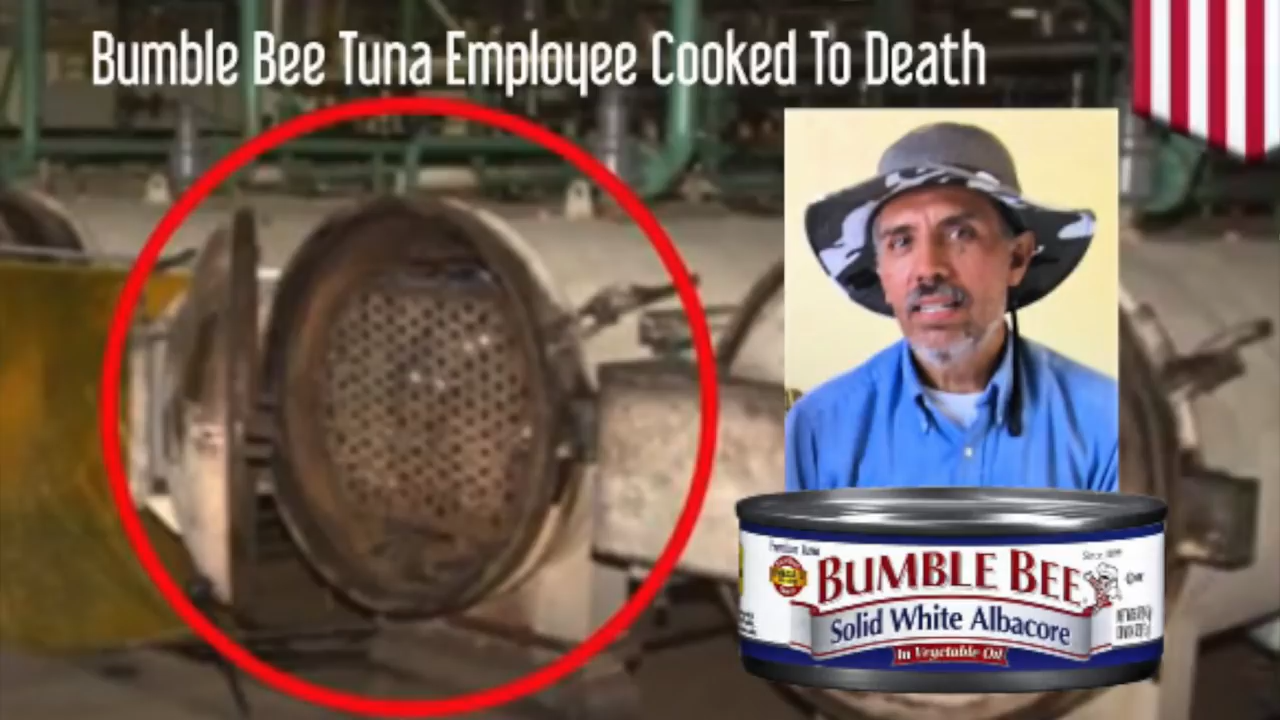 Bumble Bee Tuna Employee Cooked To Death
BUMBLE BEE
Solid White Albacore
In Vegetable Oil